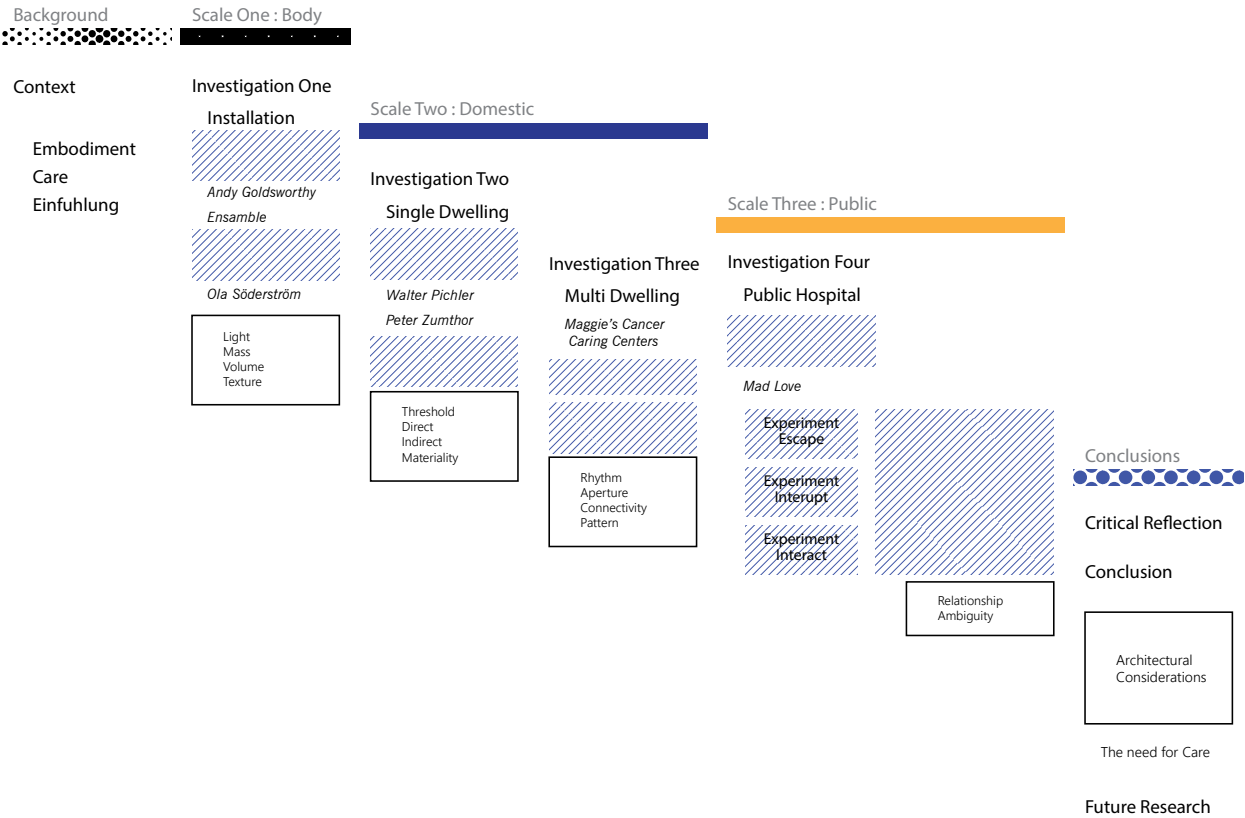 Background
Context
Embodiment
Care
Einfuhlung
Scale One : Body
Investigation One
Installation
Andy Goldsworthy
Ensamble
Ola Söderström
Light
Mass
Volume
Texture
Scale Two : Domestic
Investigation Two
Single Dwelling
Walter Pichler
Peter Zumthor
Threshold
Direct
Indirect
Materiality
Investigation Three
Multi Dwelling
Maggie's Cancer
Caring Centers
Rhythm
Aperture
Connectivity
Pattern
Scale Three : Public
Investigation Four
Public Hospital
Mad Love
Experiment
Escape
Experiment
Interupt
Experiment
Interact
Relationship
Ambiguity
Conclusions
Critical Reflection
Conclusion
Architectural
Considerations
The need for Care
Future Research